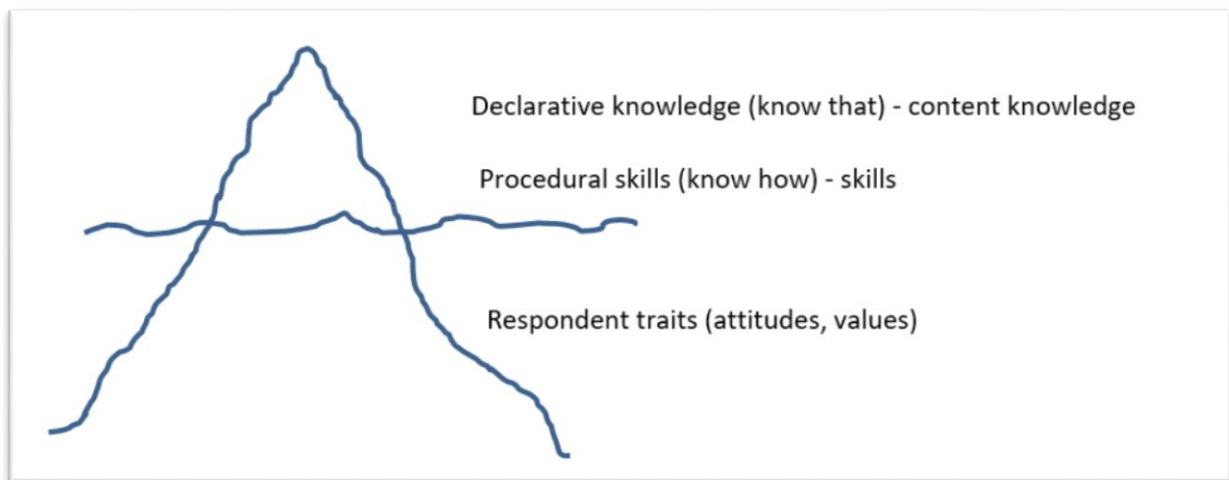 Declarative knowledge (know that) - content knowledge
Procedural skills (know how) - skills
Respondent traits (attitudes, values)